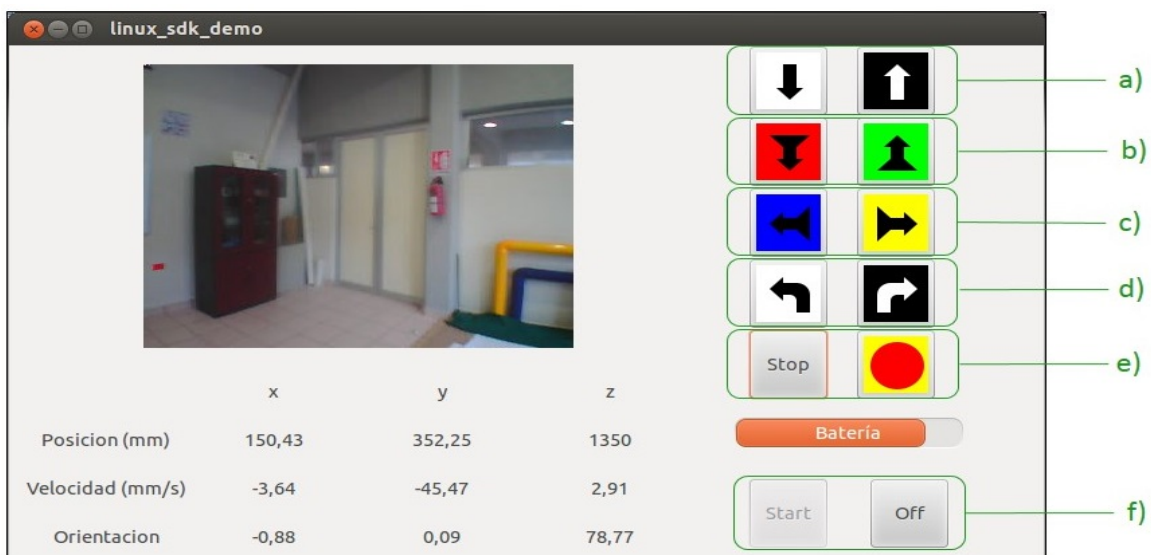 linux_sdk_demo
a)
b)
c)
d)
Stop
e)
x y z
Posicion (mm) 150,43 352,25 1350
Batería
Velocidad (mm/s) -3,64 -45,47 2,91
Start Off
f)
Orientacion -0,88 0,09 78,77